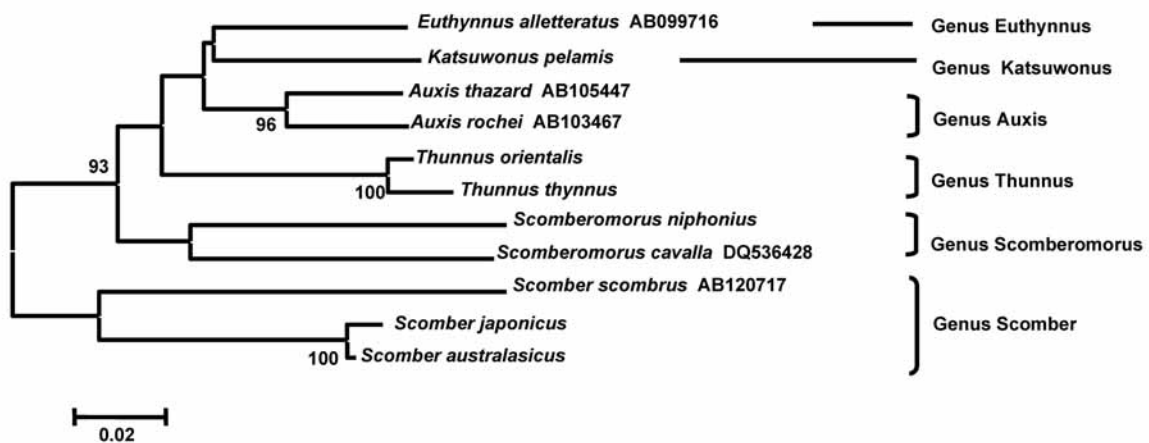 Euthynnus alletteratus AB099716
Genus Euthynnus
Katsuwonus pelamis
Genus Katsuwonus
Auxis thazard AB105447
Genus Auxis
96
Auxis rochei AB103467
Thunnus orientalis
93
Genus Thunnus
100
Thunnus thynnus
Scomberomorus niphonius
Genus Scomberomorus
Scomberomorus cavalla DQ536428
Scomber scombrus AB120717
Genus Scomber
Scomber japonicus
100
Scomber australasicus
0.02